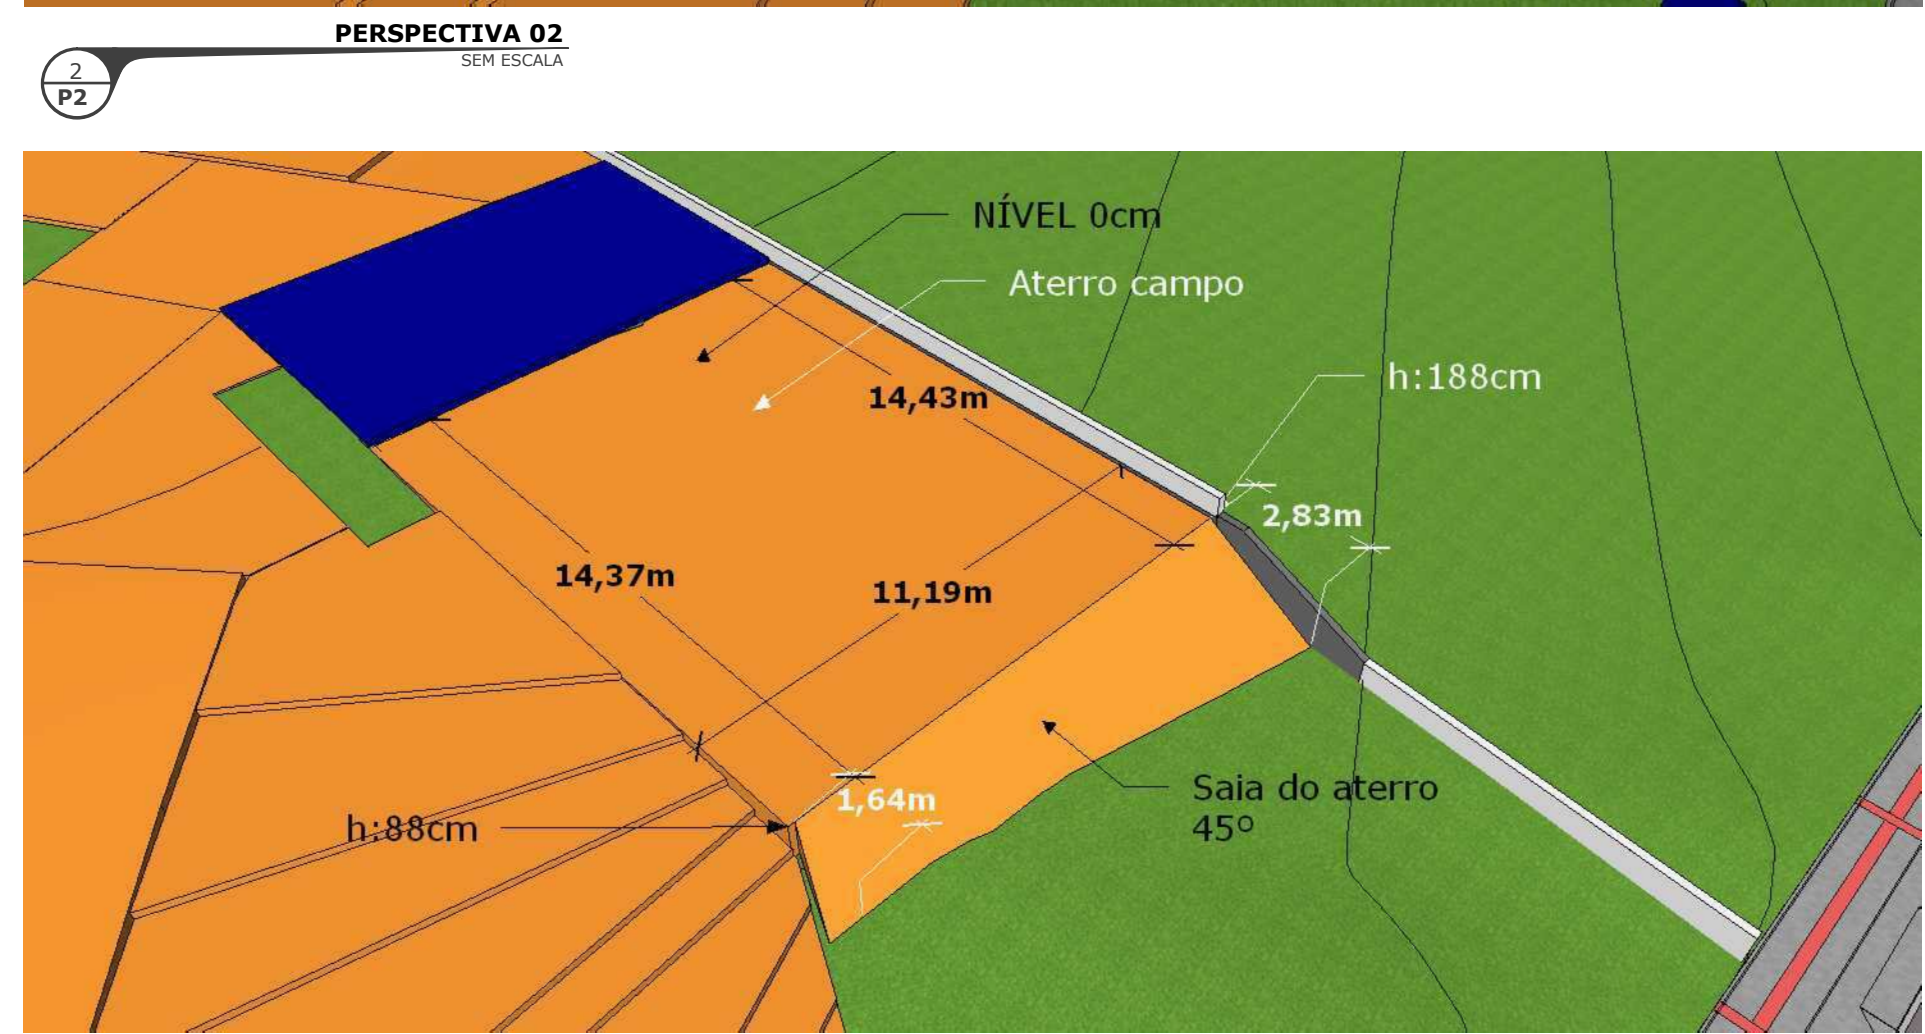 PERSPECTIVA 02
SEM ESCALA
2
P2
NÍVEL 0cm
Aterro campo
h:188cm
14,43m
2,83m
14,37m
11,19m
1,64m
h:88cm
Saia do aterro
45º